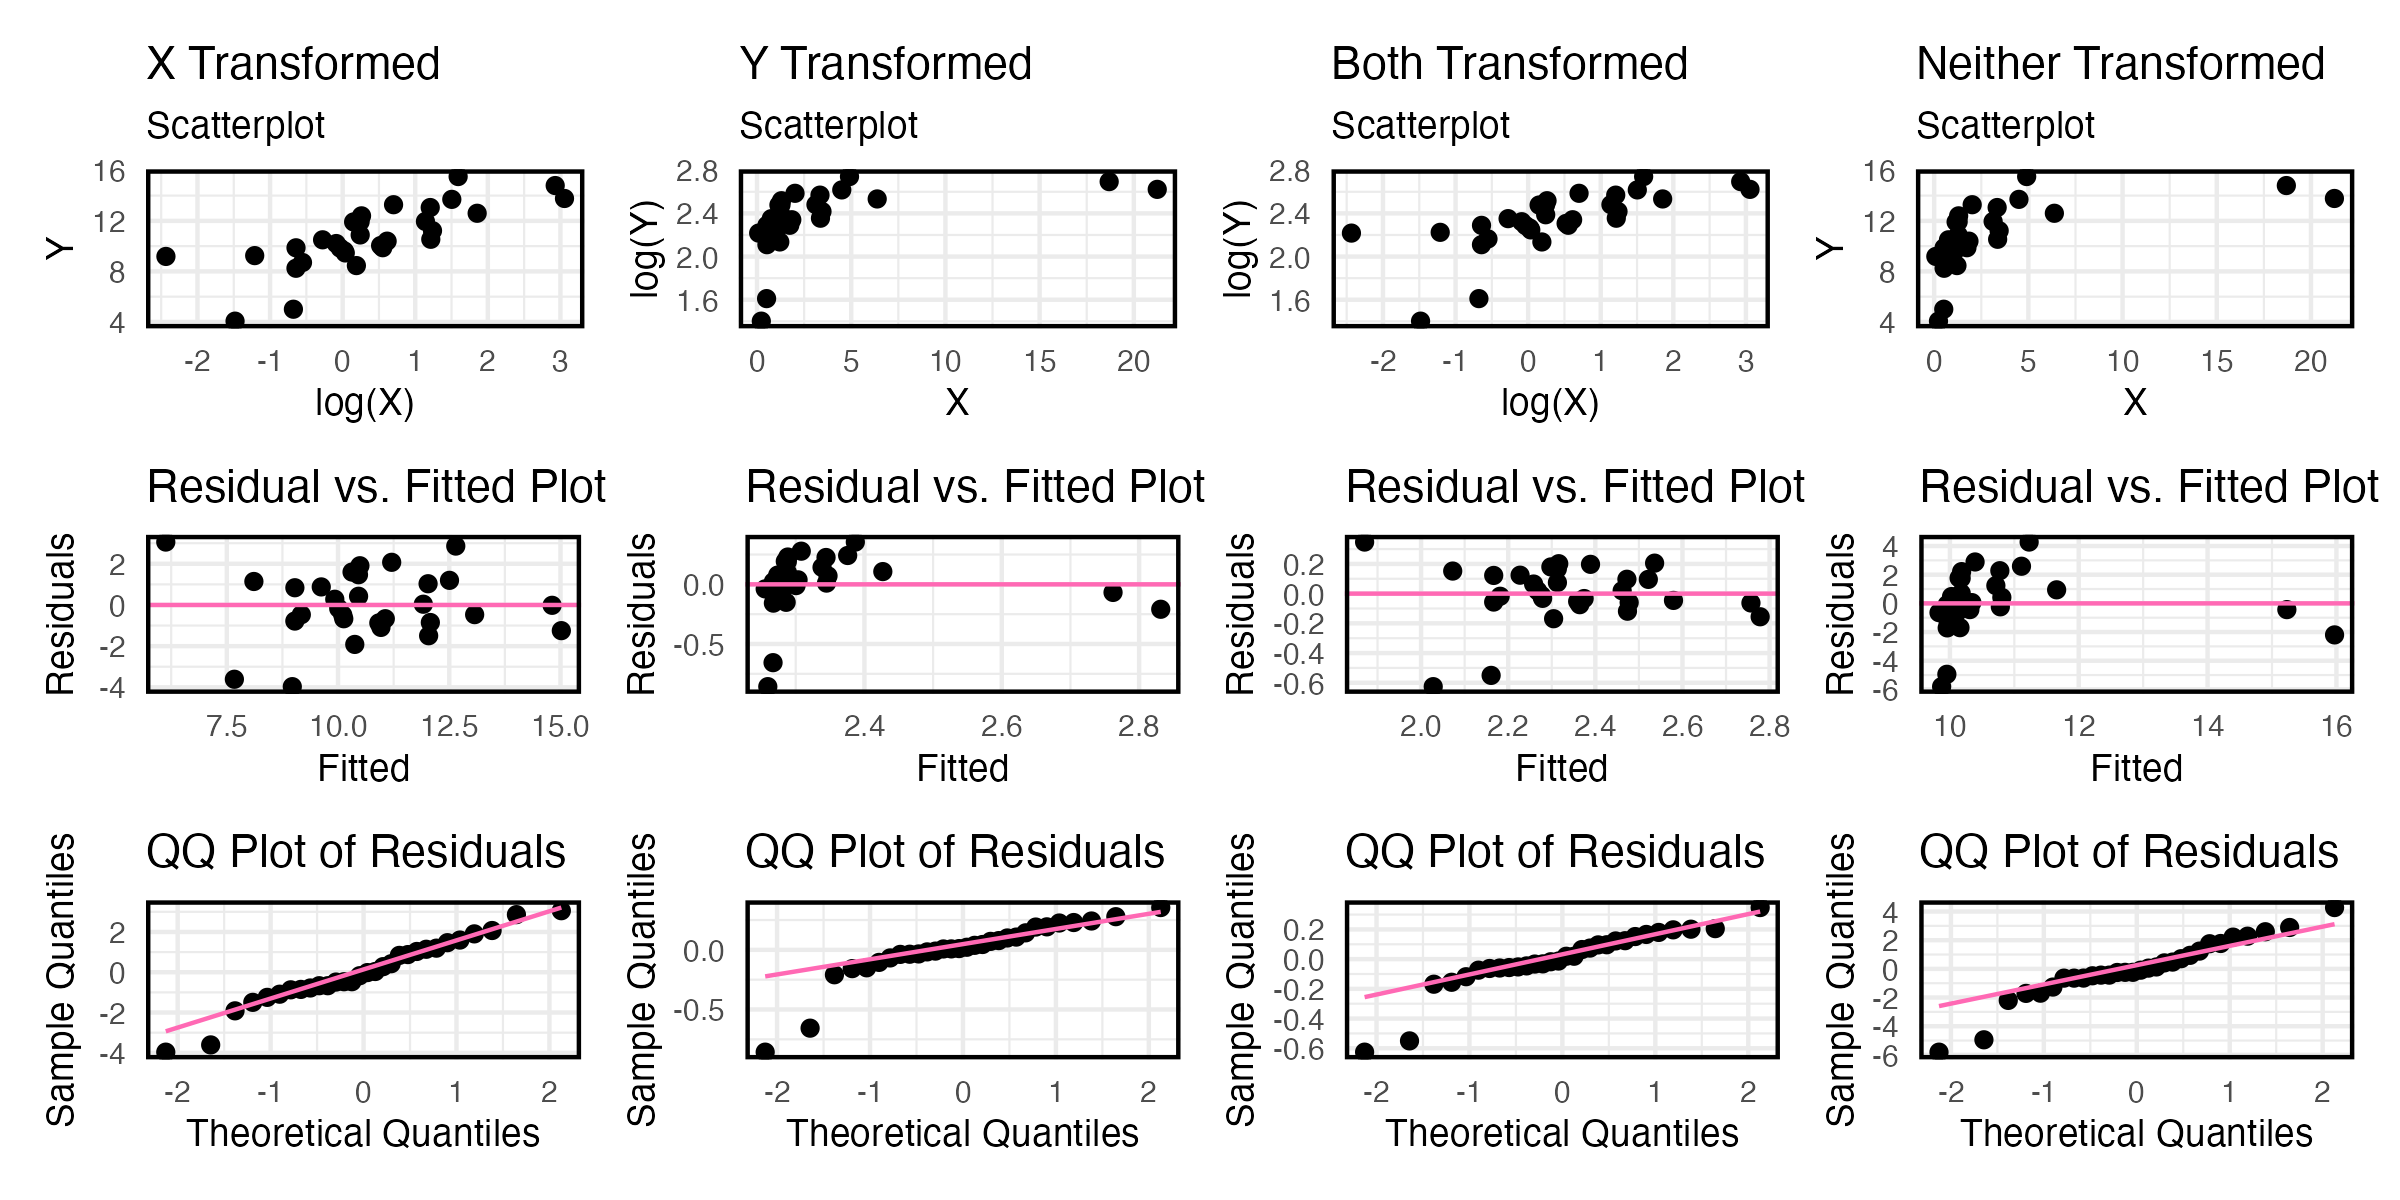 X Transformed
Scatterplot
Y
16
12
8
4
-2 -1 0 1 2 3
log(X)
Y Transformed
Scatterplot
log(Y)
2.8
2.4
2.0
1.6
0 5 10 15 20
X
Both Transformed
Scatterplot
log(Y)
2.8
2.4
2.0
1.6
-2 -1 0 1 2 3
log(X)
Neither Transformed
Scatterplot
Y
16
12
8
4
0 5 10 15 20
X
Residual vs. Fitted Plot
Residuals
2
0
-2
-4
7.5 10.0 12.5 15.0
Fitted
Residual vs. Fitted Plot
Residuals
0.0
-0.5
2.4 2.6 2.8
Fitted
Residual vs. Fitted Plot
Residuals
0.2
0.0
-0.2
-0.4
-0.6
2.0 2.2 2.4 2.6 2.8
Fitted
Residual vs. Fitted Plot
Residuals
4
2
0
-2
-4
-6
10 12 14 16
Fitted
QQ Plot of Residuals
Sample Quantiles
2
0
-2
-4
-2 -1 0 1 2
Theoretical Quantiles
QQ Plot of Residuals
Sample Quantiles
0.0
-0.5
-2 -1 0 1 2
Theoretical Quantiles
QQ Plot of Residuals
Sample Quantiles
0.2
0.0
-0.2
-0.4
-0.6
-2 -1 0 1 2
Theoretical Quantiles
QQ Plot of Residuals
Sample Quantiles
4
2
0
-2
-4
-6
-2 -1 0 1 2
Theoretical Quantiles